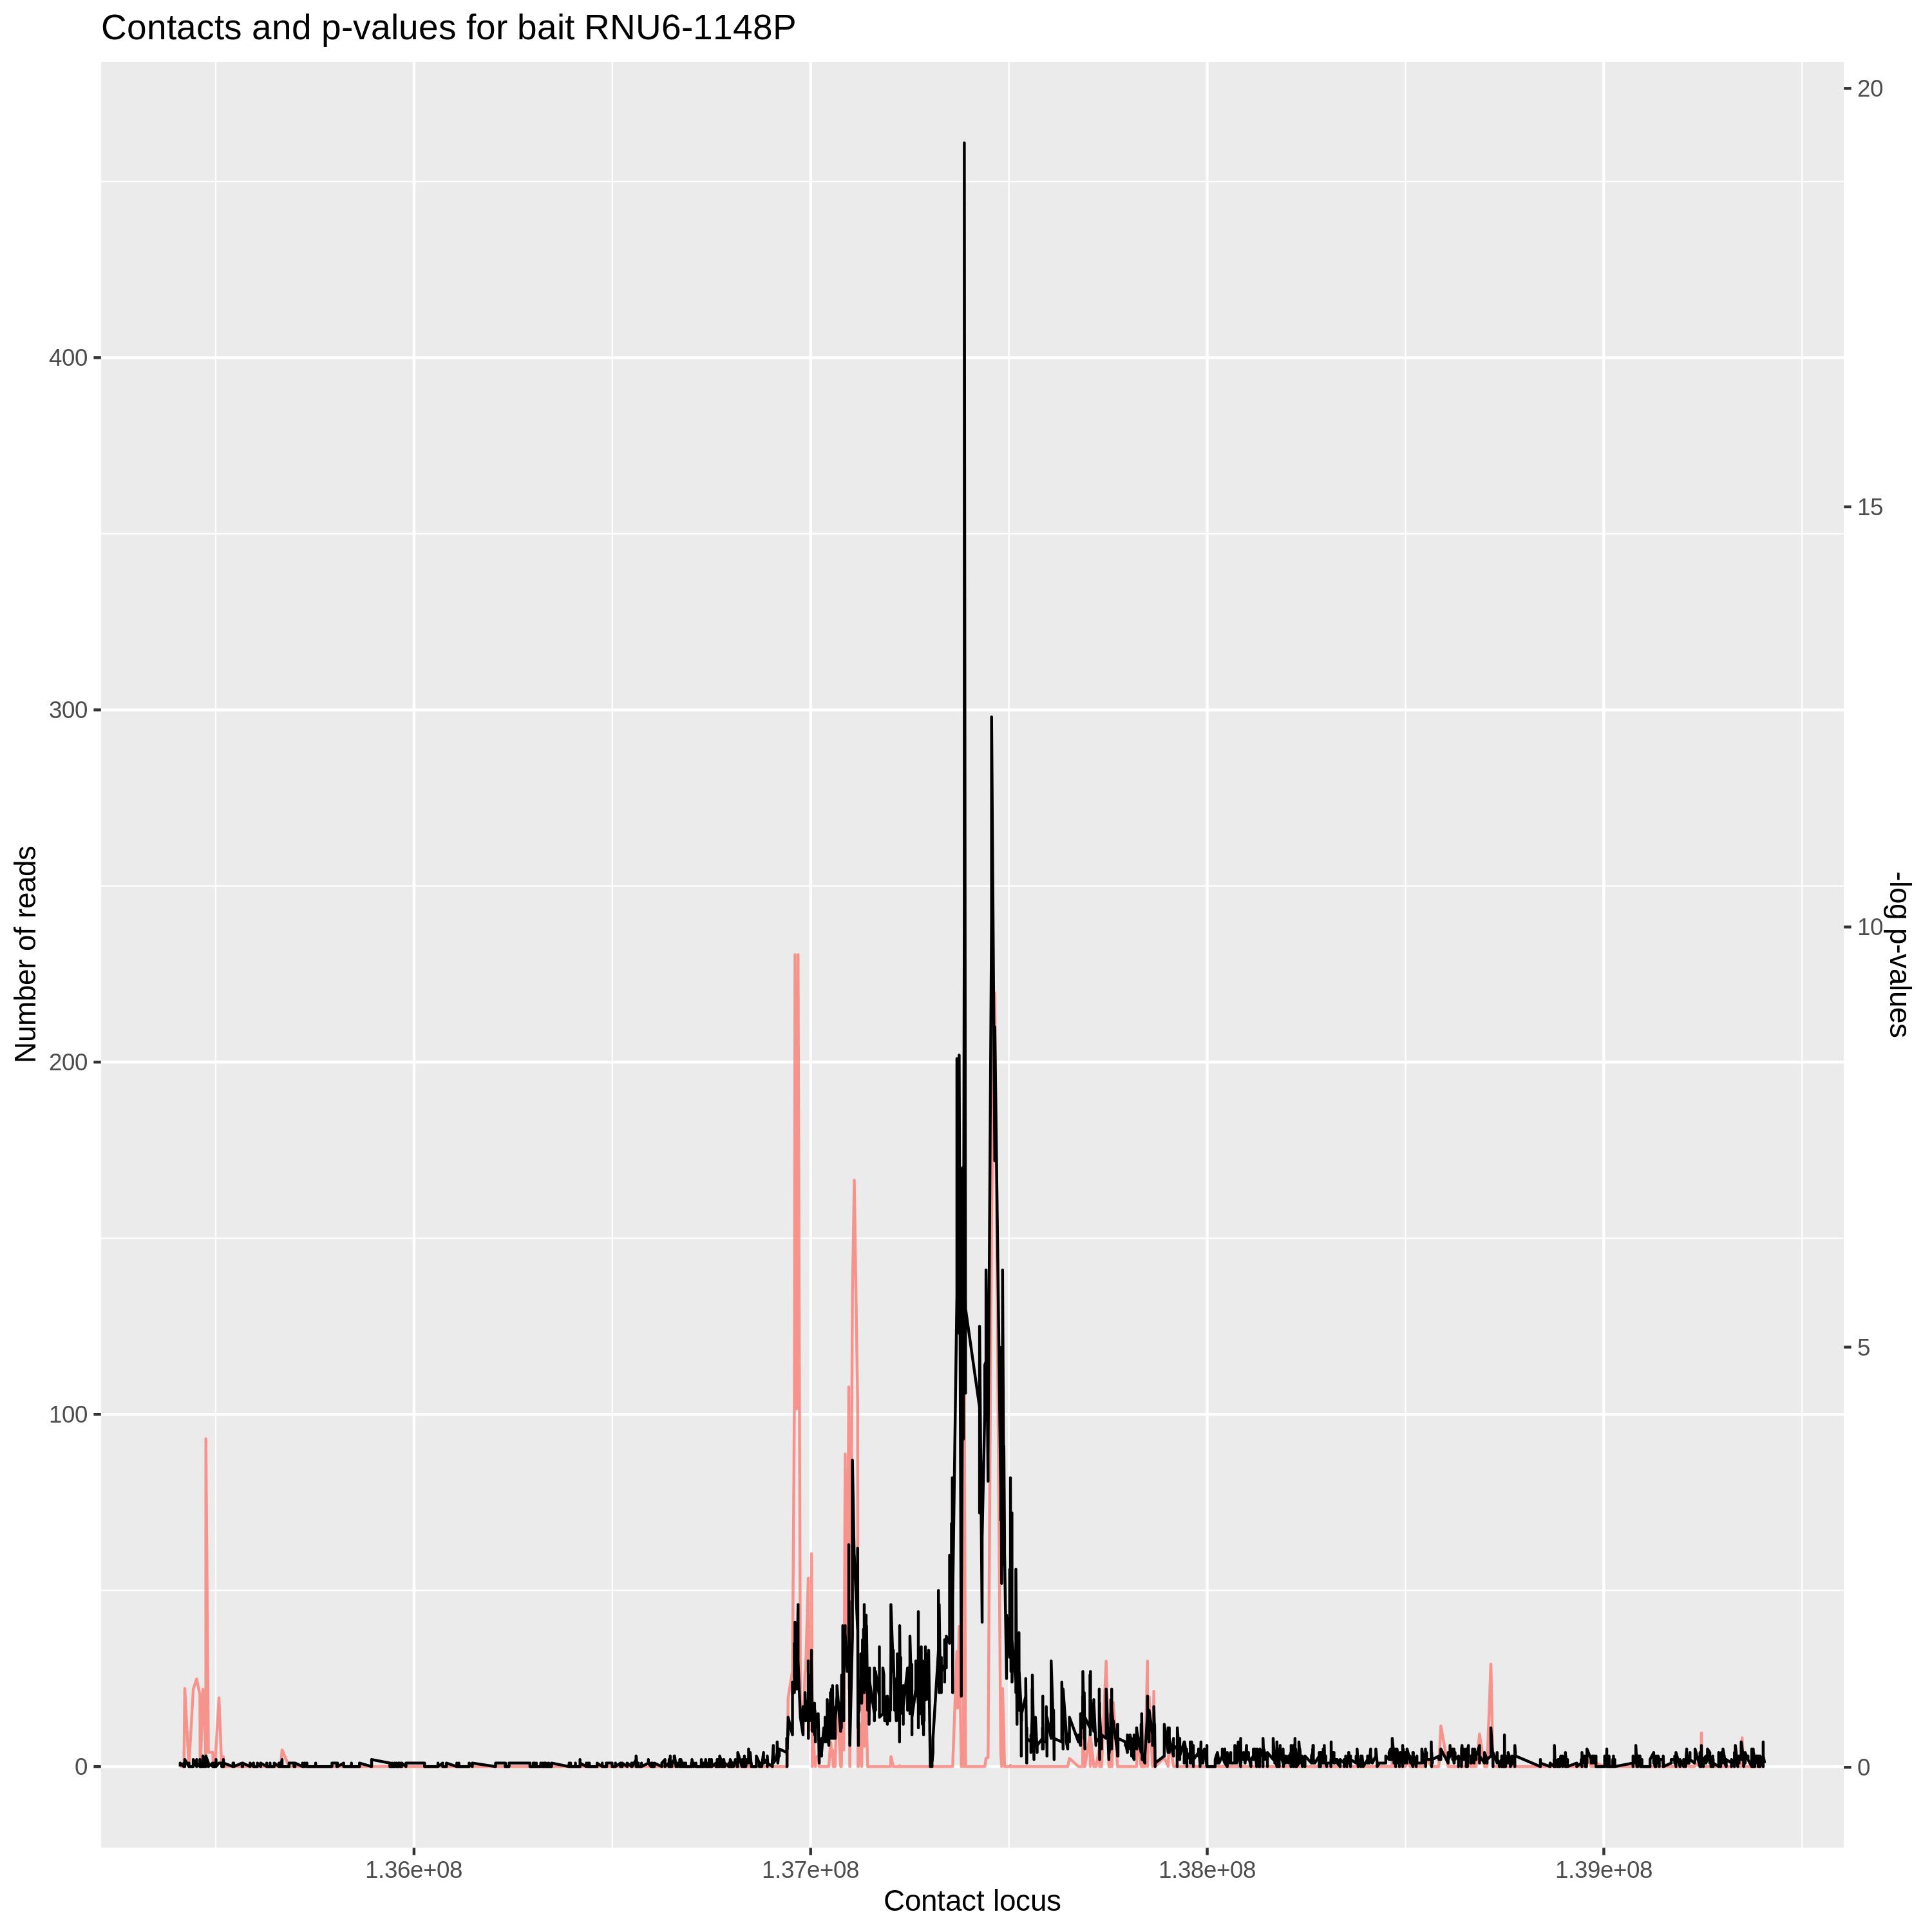 Contacts and p-values for bait RNU6-1148P
Number of reads
400
300
200
100
0
20
15
10
5
0
-log p-values
1.36e+08
1.37e+08
1.38e+08
1.39e+08
Contact locus